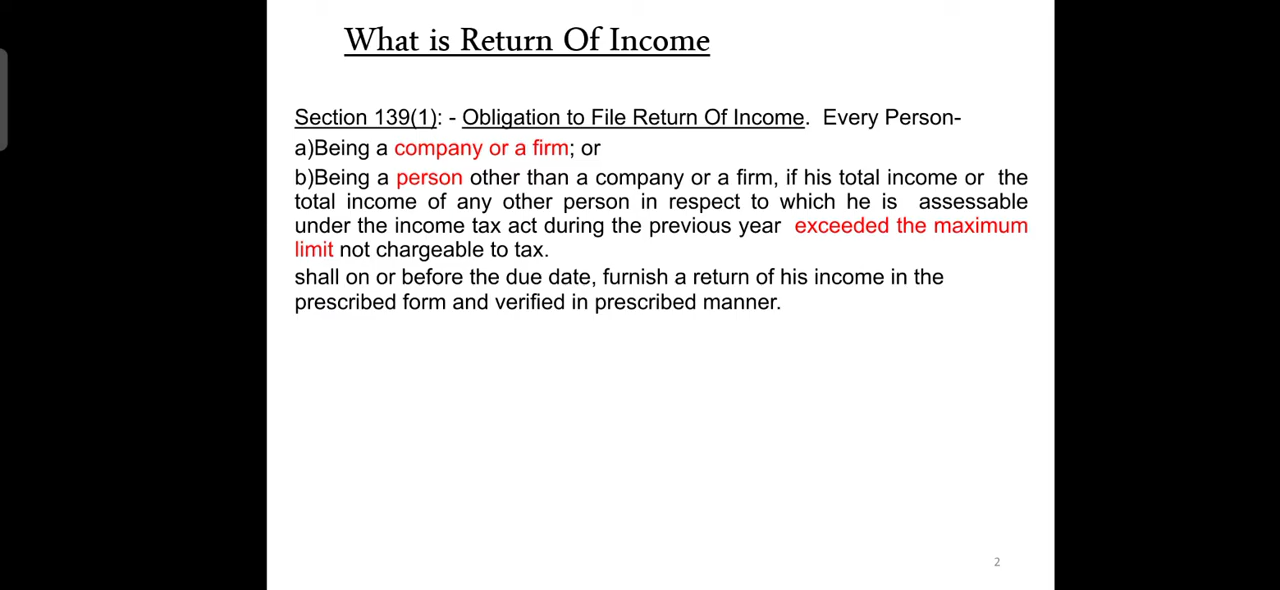 What is Return Of Income
Section 139(1): - Obligation to File Return Of Income. Every Person-
a)Being a company or a firm; or
b)Being a person other than a company or a firm, if his total income or the
total income of any other person in respect to which he is assessable
under the income tax act during the previous year exceeded the maximum
limit not chargeable to tax.
shall on or before the due date, furnish a return of his income in the
prescribed form and verified in prescribed manner.
2